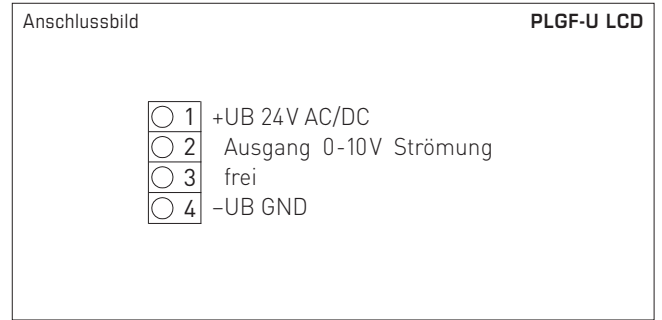 Anschlussbild PLGF-U LCD
1 +UB 24V AC/DC
2 Ausgang 0-10V Strömung
3 frei
4 –UB GND